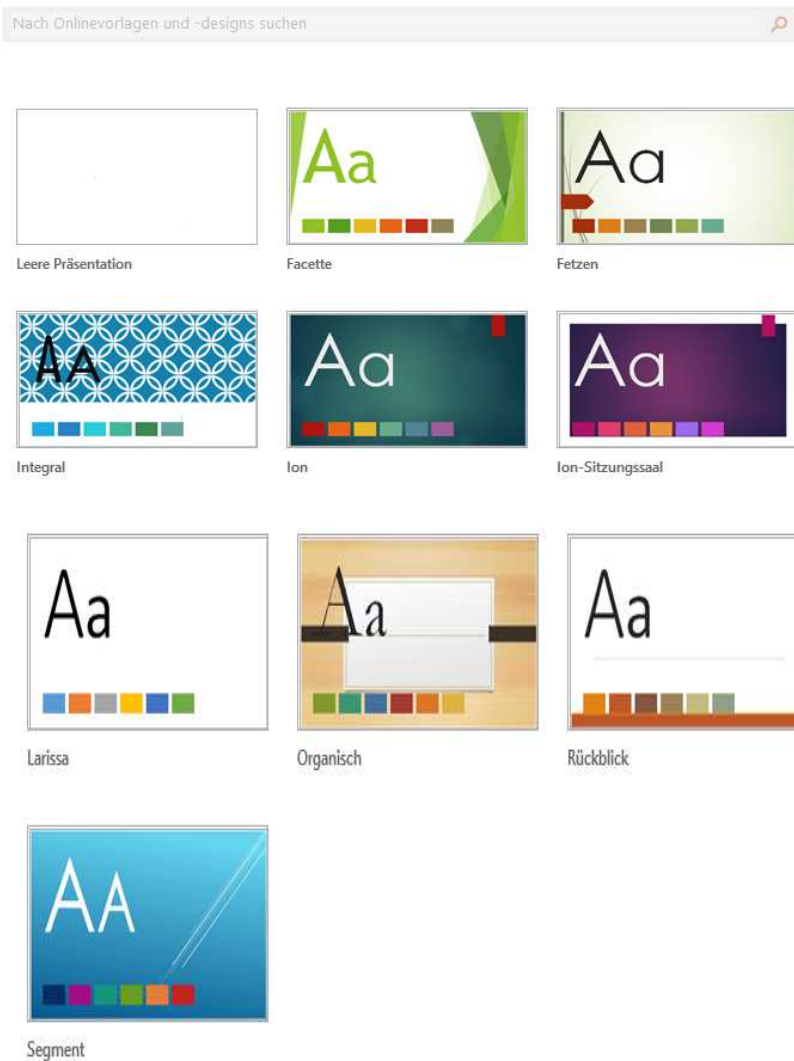 Nach Onlinevorlagen und -designs suchen
Aa
Aa
Leere Präsentation
Facette
Fetzen
AA
Aa
Aa
Integral
Ion
Ion-Sitzungssaal
Aa
Aa
Aa
Larissa
Organisch
Rückblick
AA
Segment